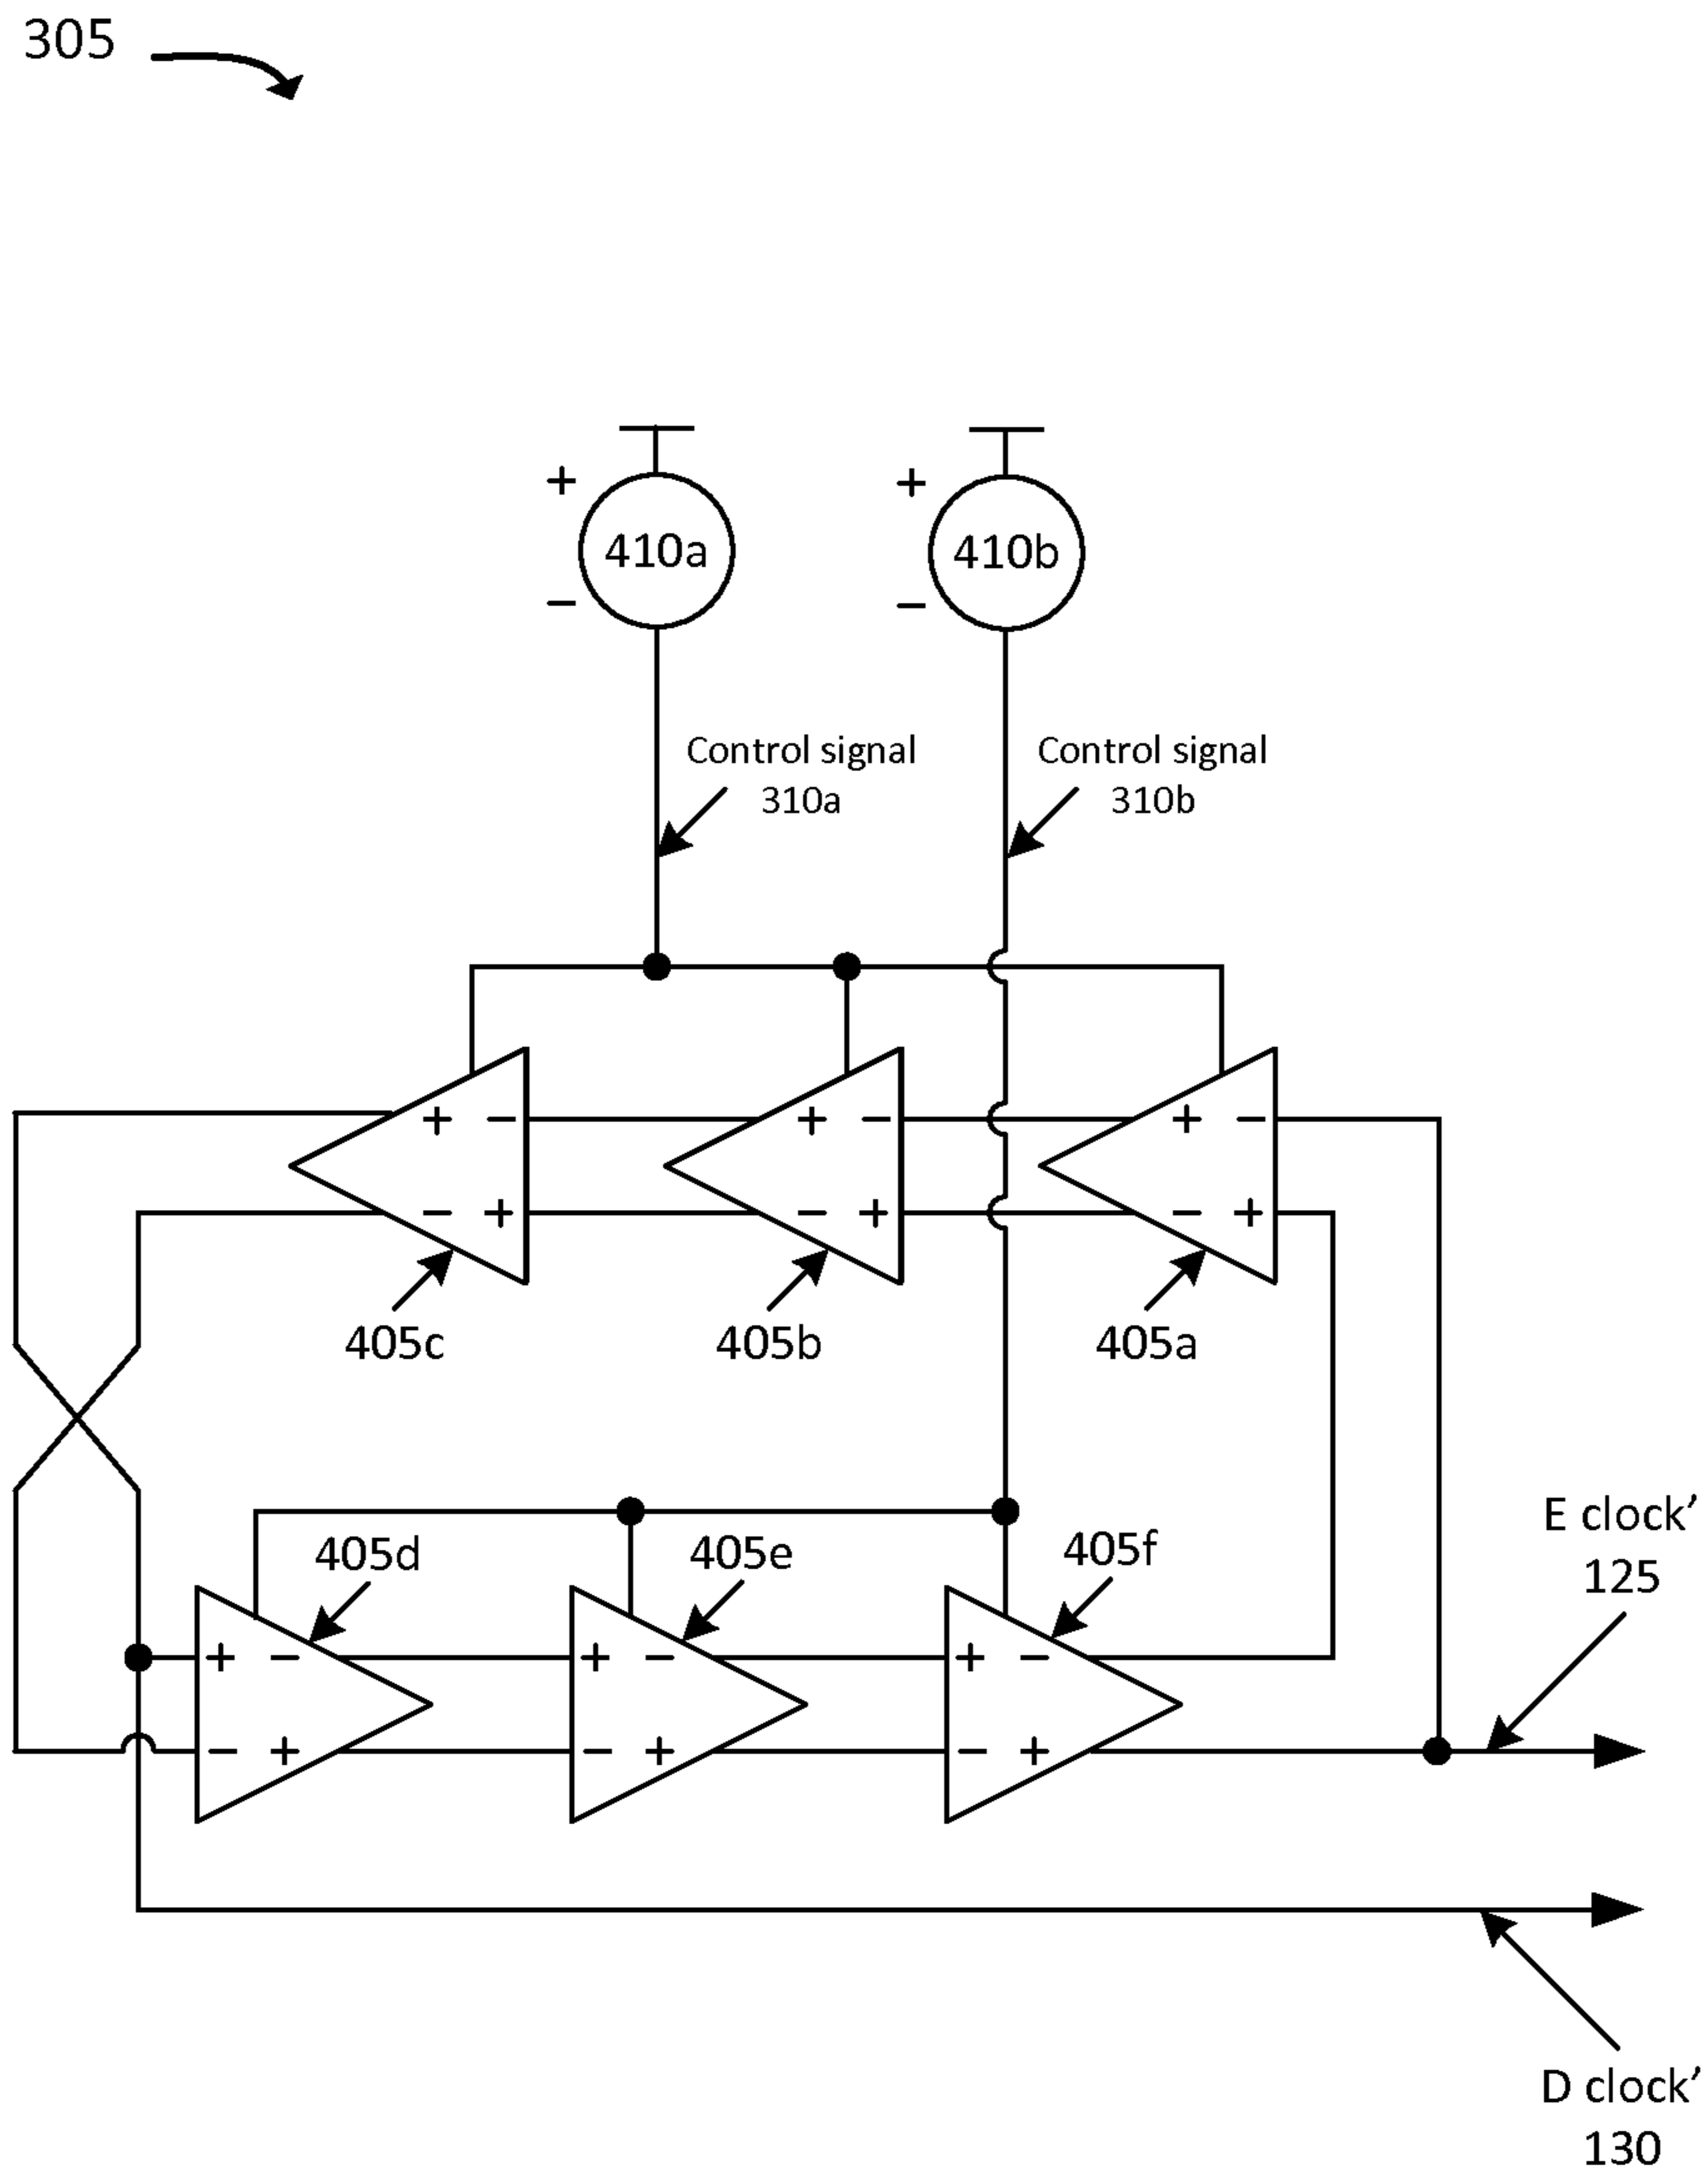 305
+
+
410a
410b
−
−
Control signal
310a
Control signal
310b
+ − + − + −
− + − + − +
405c
405b
405a
E clock’
125
405d
405e
405f
+ − + − + −
− + − + − +
D clock’
130